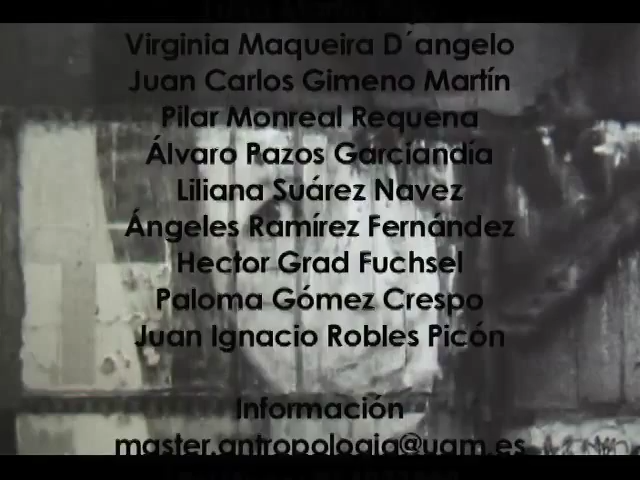 Virginia Maqueira D´angelo
Juan Carlos Gimeno Martín
Pilar Monreal Requena
Álvaro Pazos Garciandía
Liliana Suárez Navez
Ángeles Ramírez Fernández
Hector Grad Fuchsel
Paloma Gómez Crespo
Juan Ignacio Robles Picón
Información
master.antropologia@uam.es